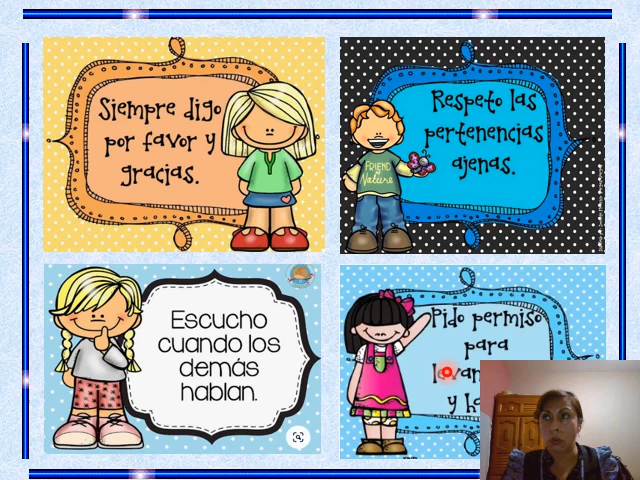 Siempre digo
por favor y
gracias.
Respeto las
pertenencias
ajenas.
FRIEND
of
Nature
Escucho
cuando los
demás
hablan.
Pido permiso
para
y